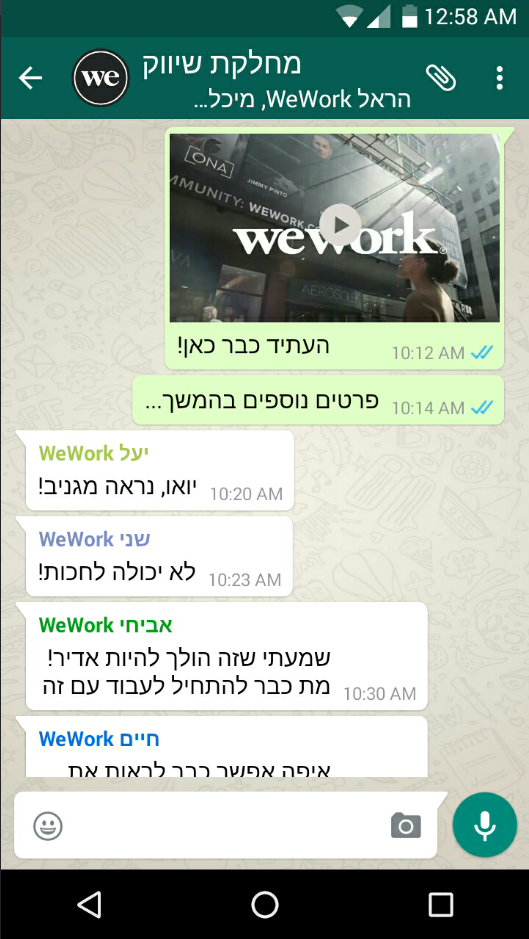 12:58 AM
we
מחלקת שיווק
הראל WeWork, מיכל...
ONA
JIMMY PINTO
MMUNITY: WEWORK.CO
wework
העתיד כבר כאן!
10:12 AM
פרטים נוספים בהמשך...
10:14 AM
יעל WeWork
יואו, נראה מגניב!
10:20 AM
שני WeWork
לא יכולה לחכות!
10:23 AM
אביחי WeWork
שמעתי שזה הולך להיות אדיר!
מת כבר להתחיל לעבוד עם זה
10:30 AM
חיים WeWork
איפה אפשר כבר לראות את